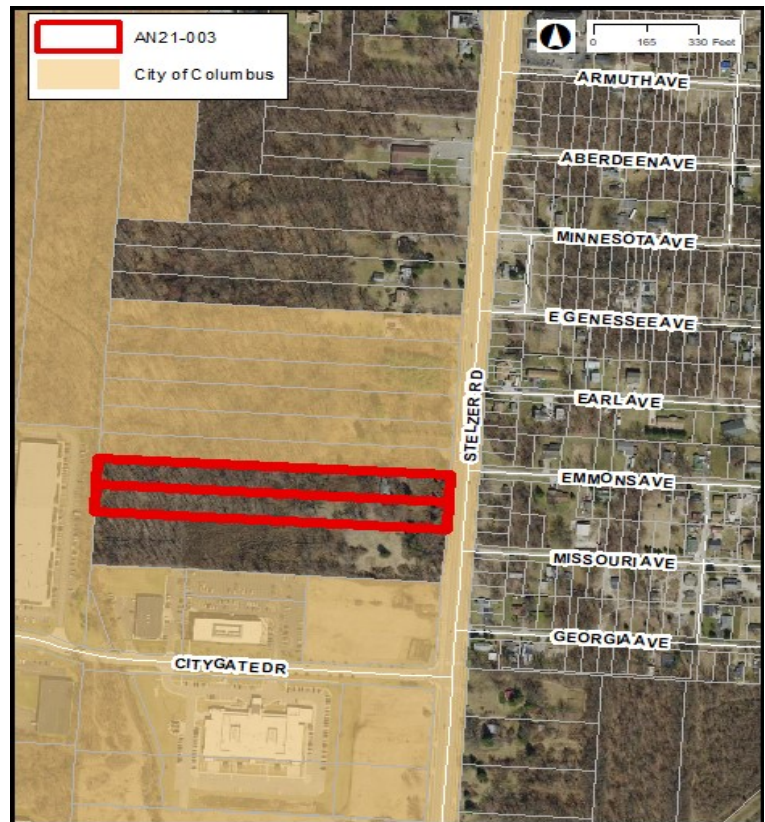 AN21-003
City of Columbus
0 165 330 Feet
ARMUTH AVE
ABERDEEN AVE
MINNESOTA AVE
E GENESSEE AVE
STELZER RD
EARL AVE
EMMONS AVE
MISSOURI AVE
GEORGIA AVE
CITYGATE DR